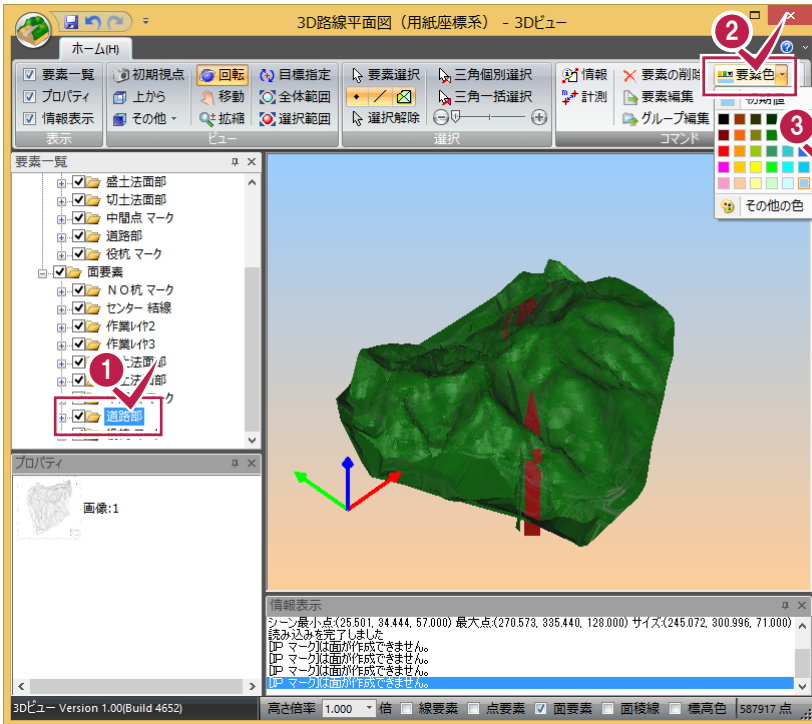 3D路線平面図（用紙座標系） - 3Dビュー
ホーム(H)
要素一覧 初期視点 回転 目標指定 要素選択 三角個別選択 情報 要素の削除 要素色
プロパティ 上から 移動 全体範囲 三角一括選択 計測 要素編集 初期値
情報表示 その他 拡縮 選択範囲 選択解除 グループ編集
表示 ビュー 選択 コマンド
2
3
その他の色
要素一覧
盛土法面部
切土法面部
中間点 マーク
道路部
役杭 マーク
面要素
ＮＯ杭 マーク
センター 結線
作業ﾚｲﾔ2
作業ﾚｲﾔ3
1
道路部
プロパティ
画像:1
情報表示
シーン最小点:(25.501, 34.444, 57.000) 最大点:(270.573, 335.440, 128.000) サイズ:(245.072, 300.996, 71.000)
読み込みを完了しました
[IP マーク]は面が作成できません。
[IP マーク]は面が作成できません。
[IP マーク]は面が作成できません。
[IP マーク]は面が作成できません。
3Dビュー Version 1.00(Build 4652) 高さ倍率 1.000 倍 線要素 点要素 面要素 面稜線 標高色 587917 点